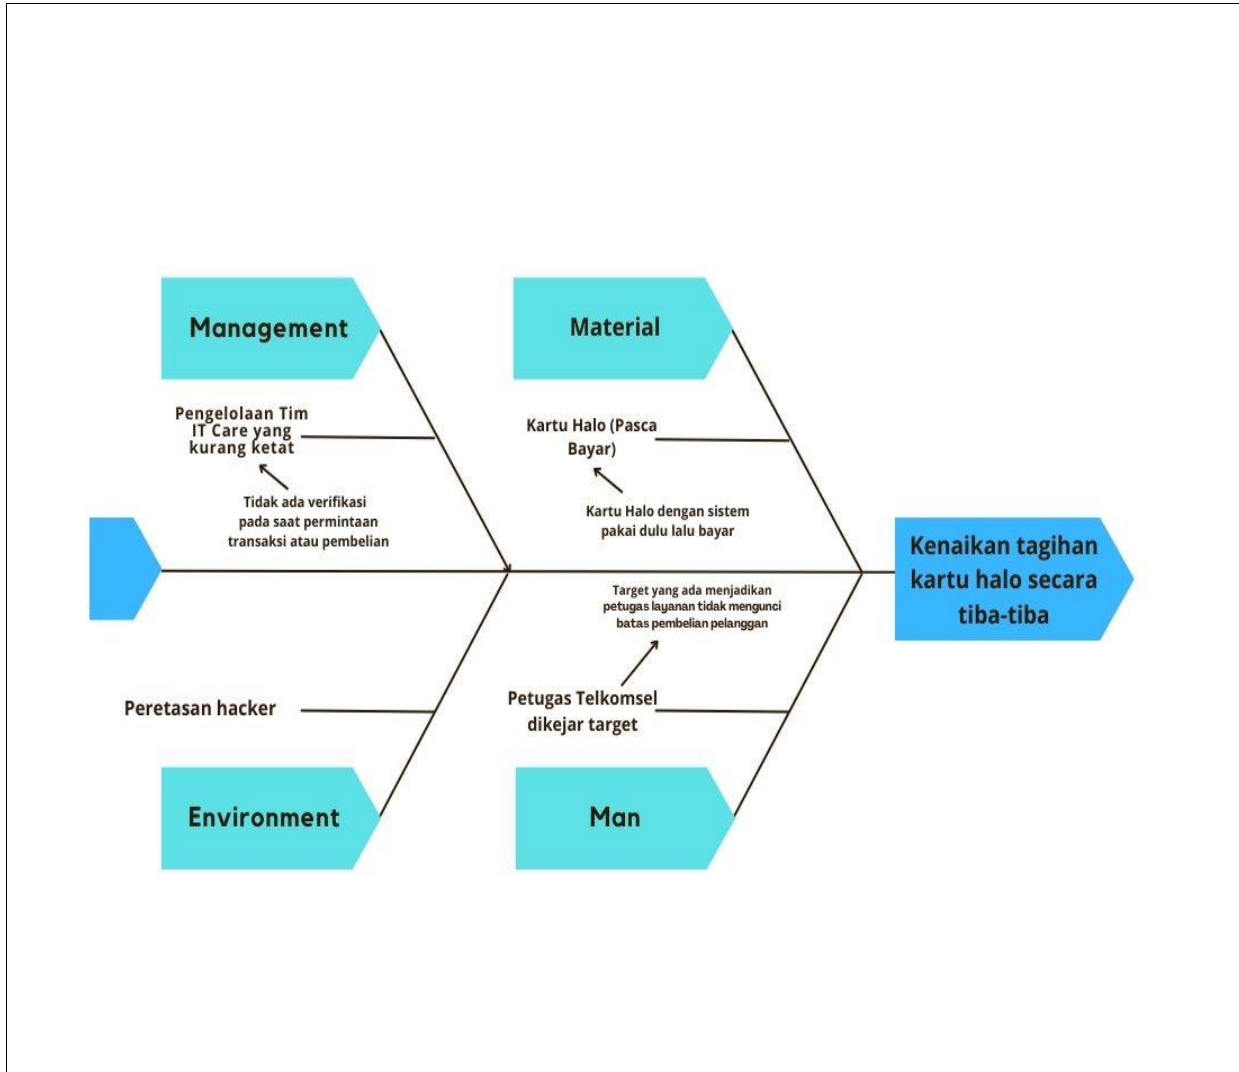 Management
Material
Pengelolaan Tim
IT Care yang
kurang ketat
Kartu Halo (Pasca
Bayar)
Tidak ada verifikasi
pada saat permintaan
transaksi atau pembelian
Kartu Halo dengan sistem
pakai dulu lalu bayar
Kenaikan tagihan
kartu halo secara
tiba-tiba
Target yang ada menjadikan
petugas layanan tidak mengunci
batas pembelian pelanggan
Peretasan hacker
Petugas Telkomsel
dikejar target
Environment
Man